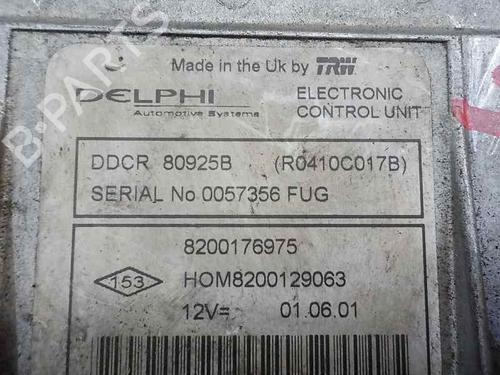 Made in the Uk by TRW
DELPHI ELECTRONIC
Automotive Systems CONTROL UNIT
DDCR 80925B (R0410C017B)
SERIAL No 0057356 FUG
8200176975
153 HOM8200129063
12V= 01.06.01
B-PARTS